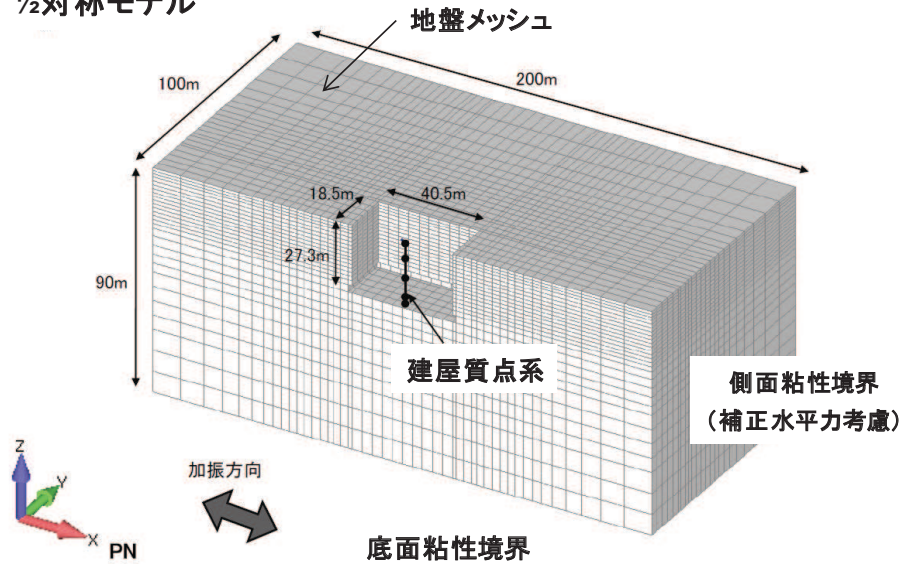 ½対称モデル
地盤メッシュ
100m
200m
18.5m
40.5m
27.3m
90m
建屋質点系
側面粘性境界
（補正水平力考慮）
Z
Y
X
PN
加振方向
底面粘性境界